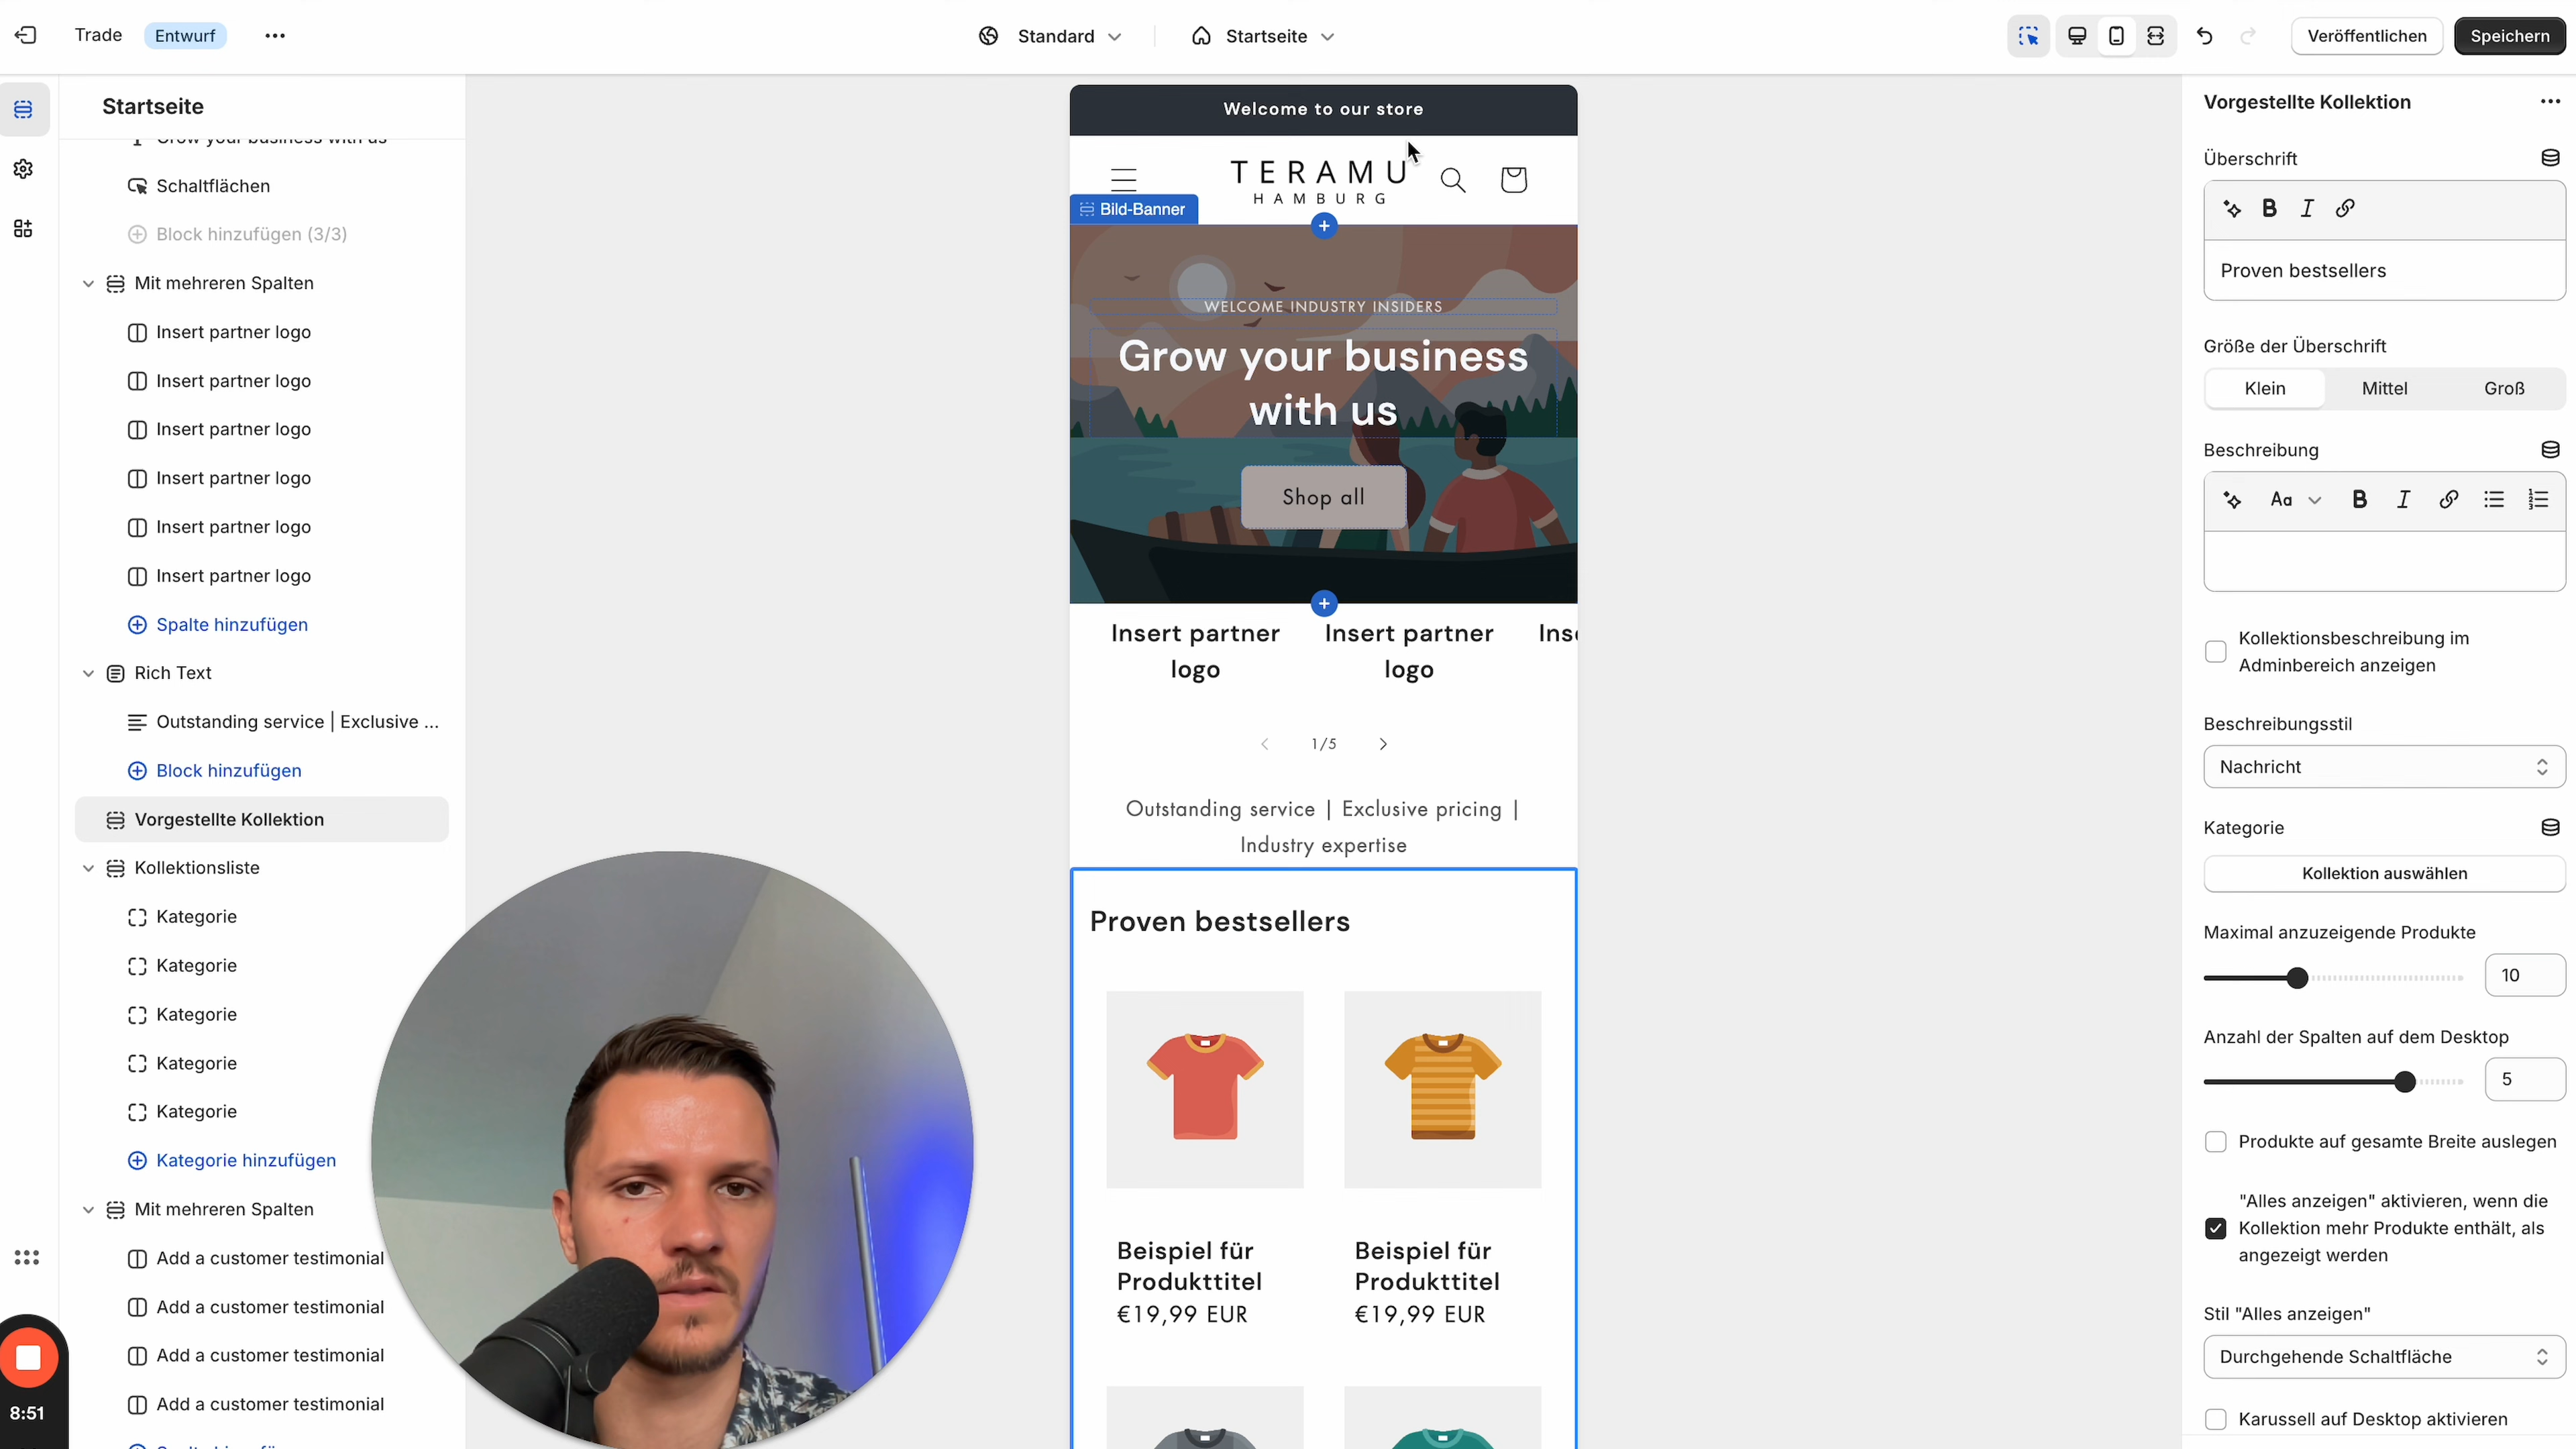 Trade
Entwurf
Standard
Startseite
Veröffentlichen
Speichern
Startseite
Grow your business with us
Schaltflächen
Block hinzufügen (3/3)
Mit mehreren Spalten
Insert partner logo
Insert partner logo
Insert partner logo
Insert partner logo
Insert partner logo
Insert partner logo
Spalte hinzufügen
Rich Text
Outstanding service | Exclusive ...
Block hinzufügen
Vorgestellte Kollektion
Kollektionsliste
Kategorie
Kategorie
Kategorie
Kategorie
Kategorie
Kategorie hinzufügen
Mit mehreren Spalten
Add a customer testimonial
Add a customer testimonial
Add a customer testimonial
Add a customer testimonial
8:51
Welcome to our store
TERAMU
HAMBURG
Bild-Banner
WELCOME INDUSTRY INSIDERS
Grow your business
with us
Shop all
Insert partner
logo
Insert partner
logo
Ins
1/5
Outstanding service | Exclusive pricing |
Industry expertise
Proven bestsellers
Beispiel für
Produkttitel
€19,99 EUR
Beispiel für
Produkttitel
€19,99 EUR
Vorgestellte Kollektion
Überschrift
B I
Proven bestsellers
Größe der Überschrift
Klein
Mittel
Groß
Beschreibung
Aa
B I
Kollektionsbeschreibung im
Adminbereich anzeigen
Beschreibungsstil
Nachricht
Kategorie
Kollektion auswählen
Maximal anzuzeigende Produkte
10
Anzahl der Spalten auf dem Desktop
5
Produkte auf gesamte Breite auslegen
"Alles anzeigen" aktivieren, wenn die
Kollektion mehr Produkte enthält, als
angezeigt werden
Stil "Alles anzeigen"
Durchgehende Schaltfläche
Karussell auf Desktop aktivieren